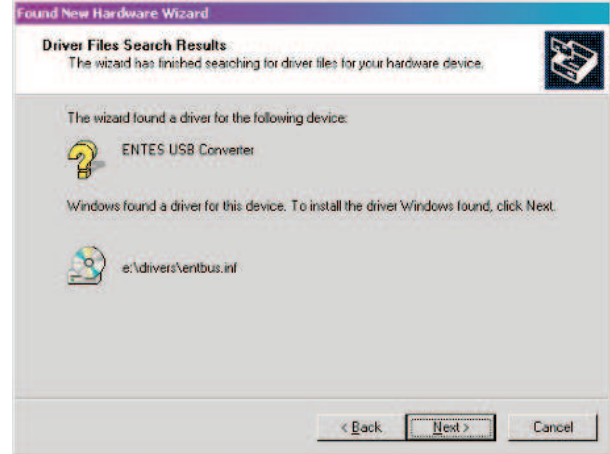 Found New Hardware Wizard
Driver Files Search Results
The wizard has finished searching for driver files for your hardware device.
The wizard found a driver for the following device:
ENTES USB Converter
Windows found a driver for this device. To install the driver Windows found, click Next.
e:\drivers\entbus.inf
< Back
Next >
Cancel